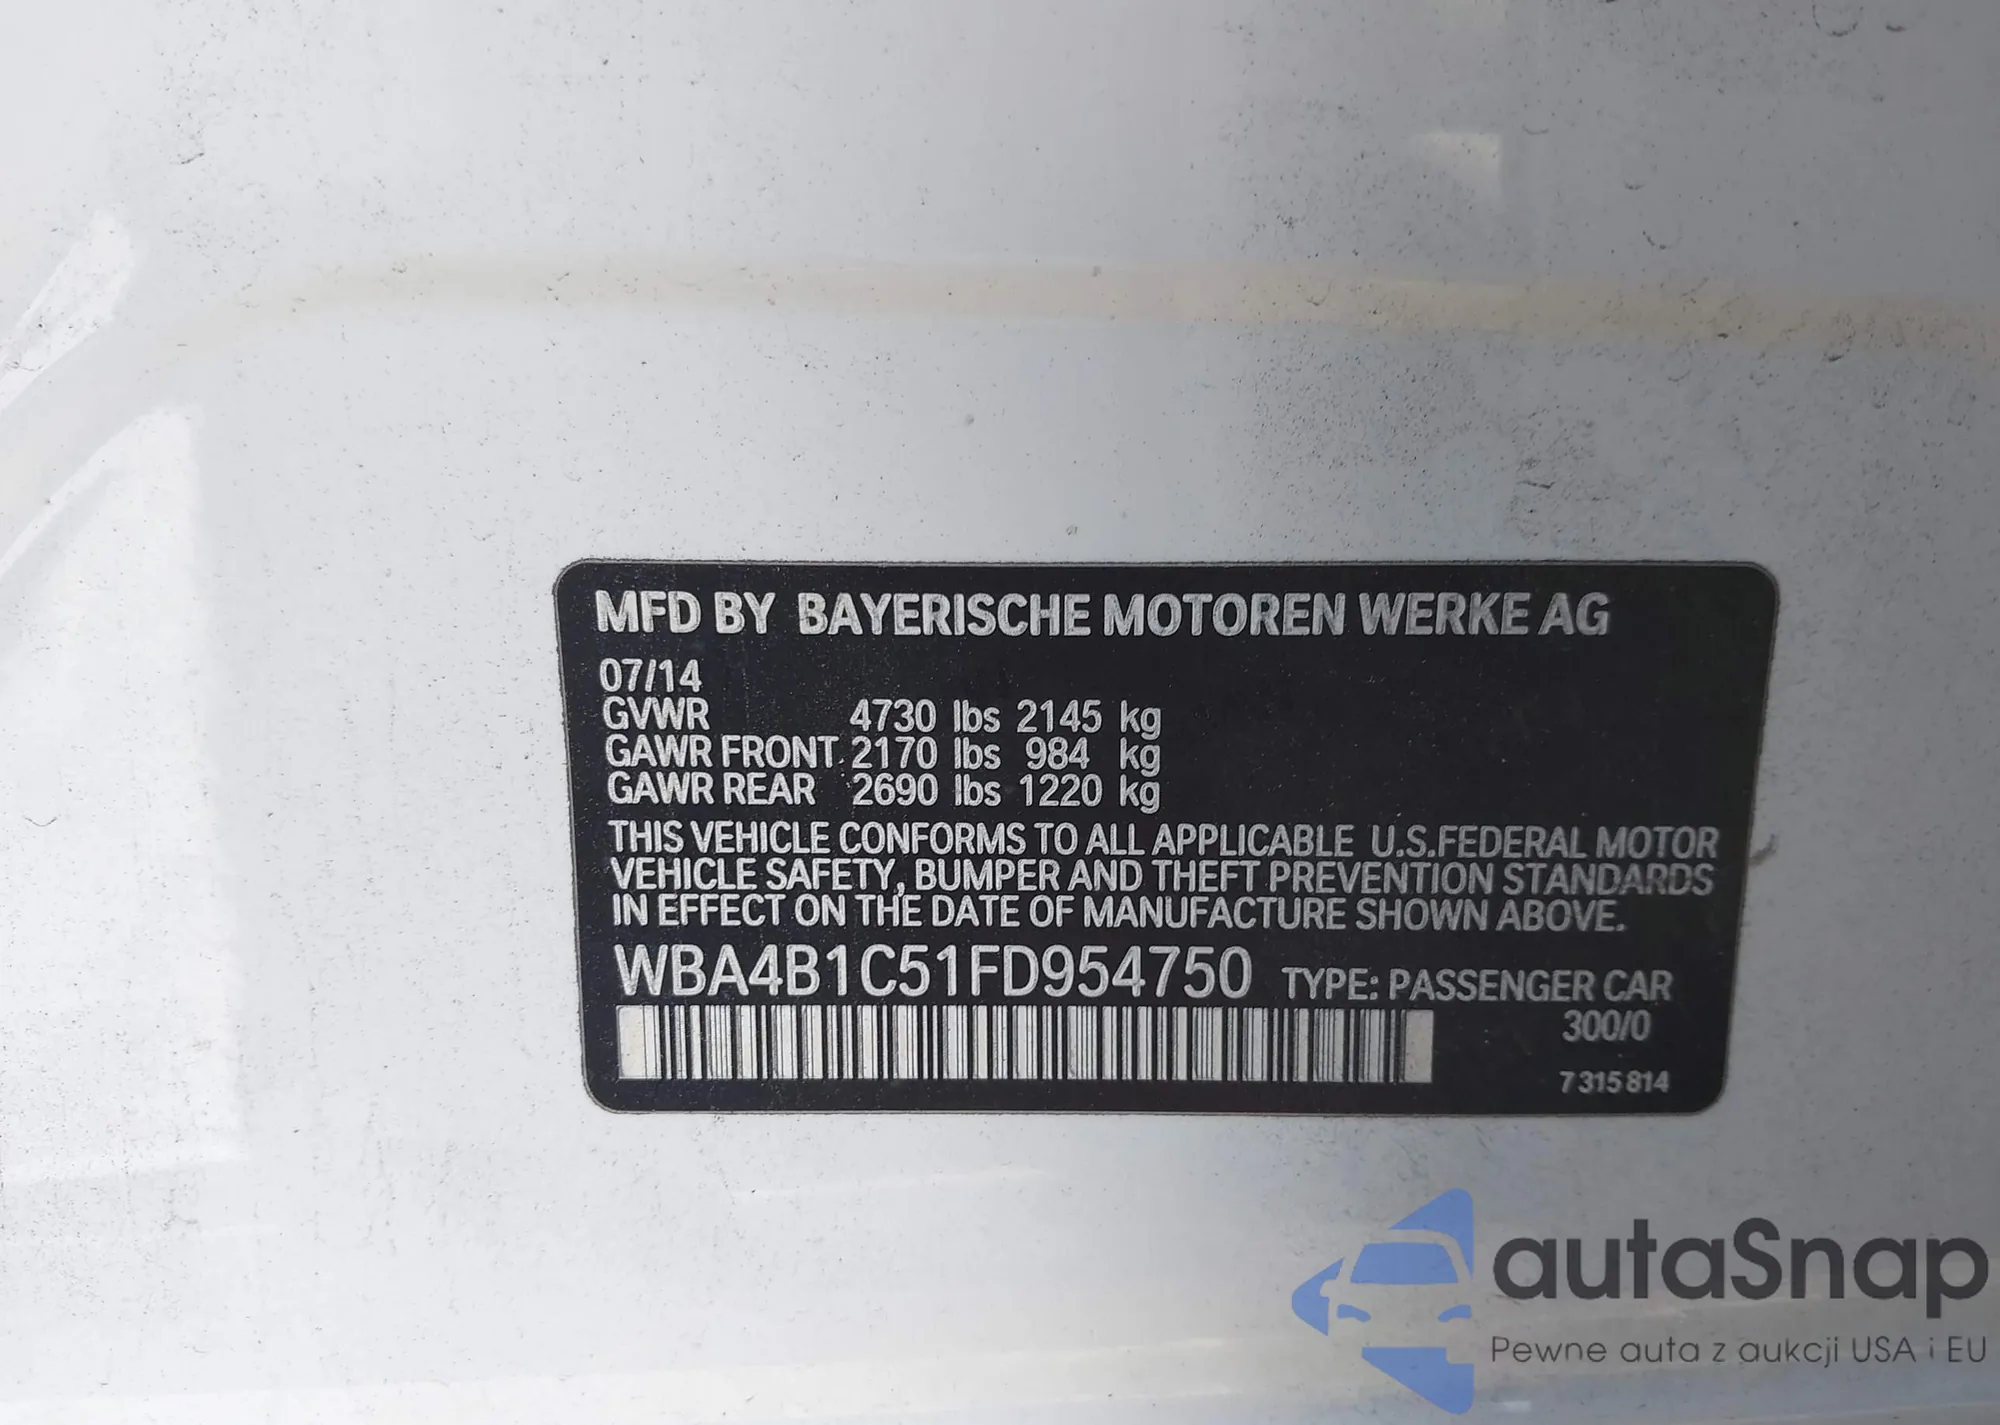 MFD BY BAYERISCHE MOTOREN WERKE AG
07/14
GVWR 4730 lbs 2145 kg
GAWR FRONT 2170 lbs 984 kg
GAWR REAR 2690 lbs 1220 kg
THIS VEHICLE CONFORMS TO ALL APPLICABLE U.S.FEDERAL MOTOR
VEHICLE SAFETY, BUMPER AND THEFT PREVENTION STANDARDS
IN EFFECT ON THE DATE OF MANUFACTURE SHOWN ABOVE.
WBA4B1C51FD954750 TYPE: PASSENGER CAR
300/0
7 315 814
autaSnap
Pewne auta z aukcji USA i EU